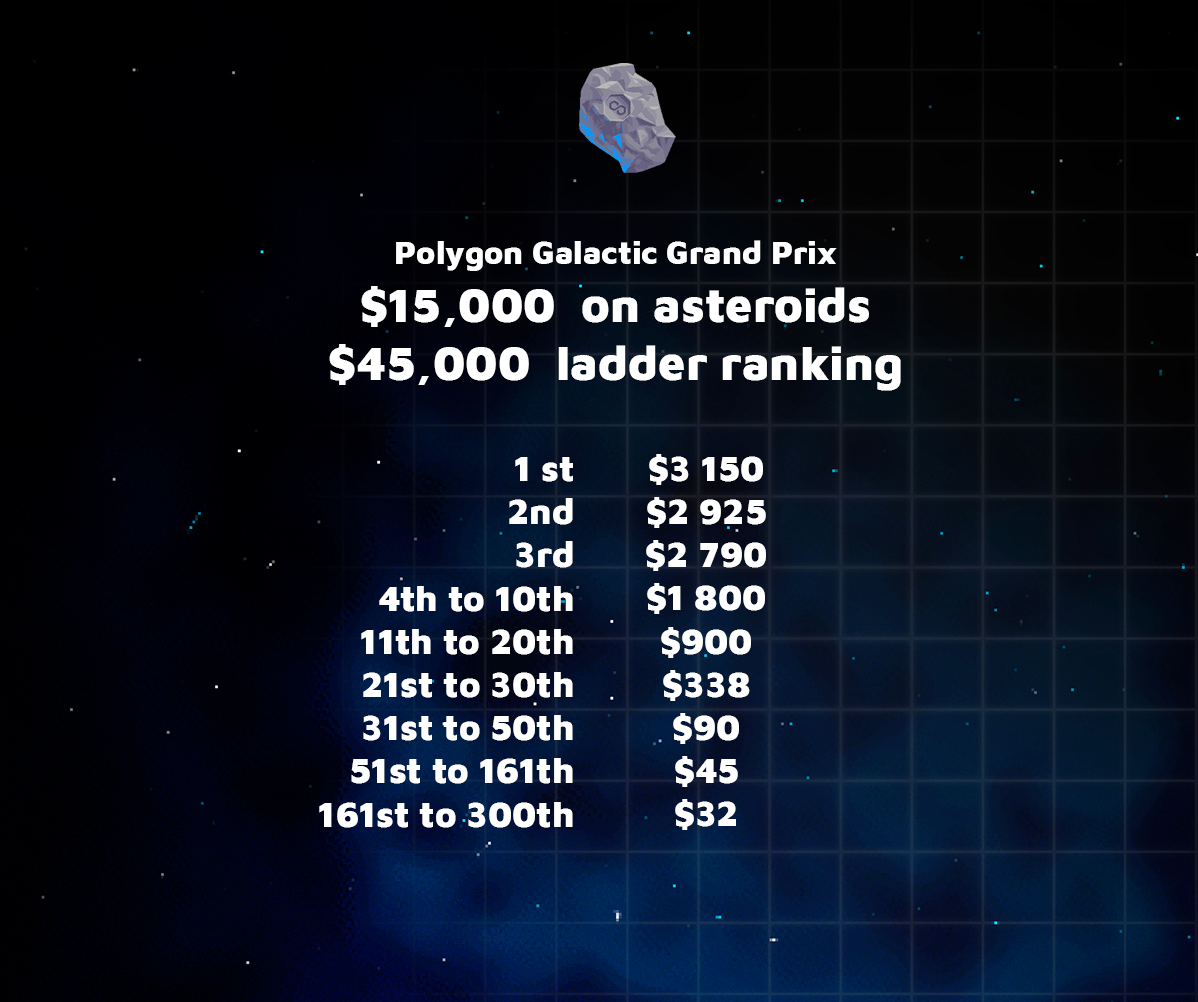 Polygon Galactic Grand Prix
$15,000 on asteroids
$45,000 ladder ranking
1 st $3 150
2nd $2 925
3rd $2 790
4th to 10th $1 800
11th to 20th $900
21st to 30th $338
31st to 50th $90
51st to 161th $45
161st to 300th $32